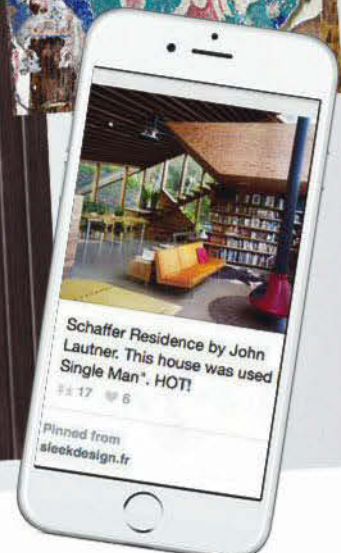 Schaffer Residence by John
Lautner. This house was used
Single Man". HOT!
17 6
Pinned from
sleekdesign.fr